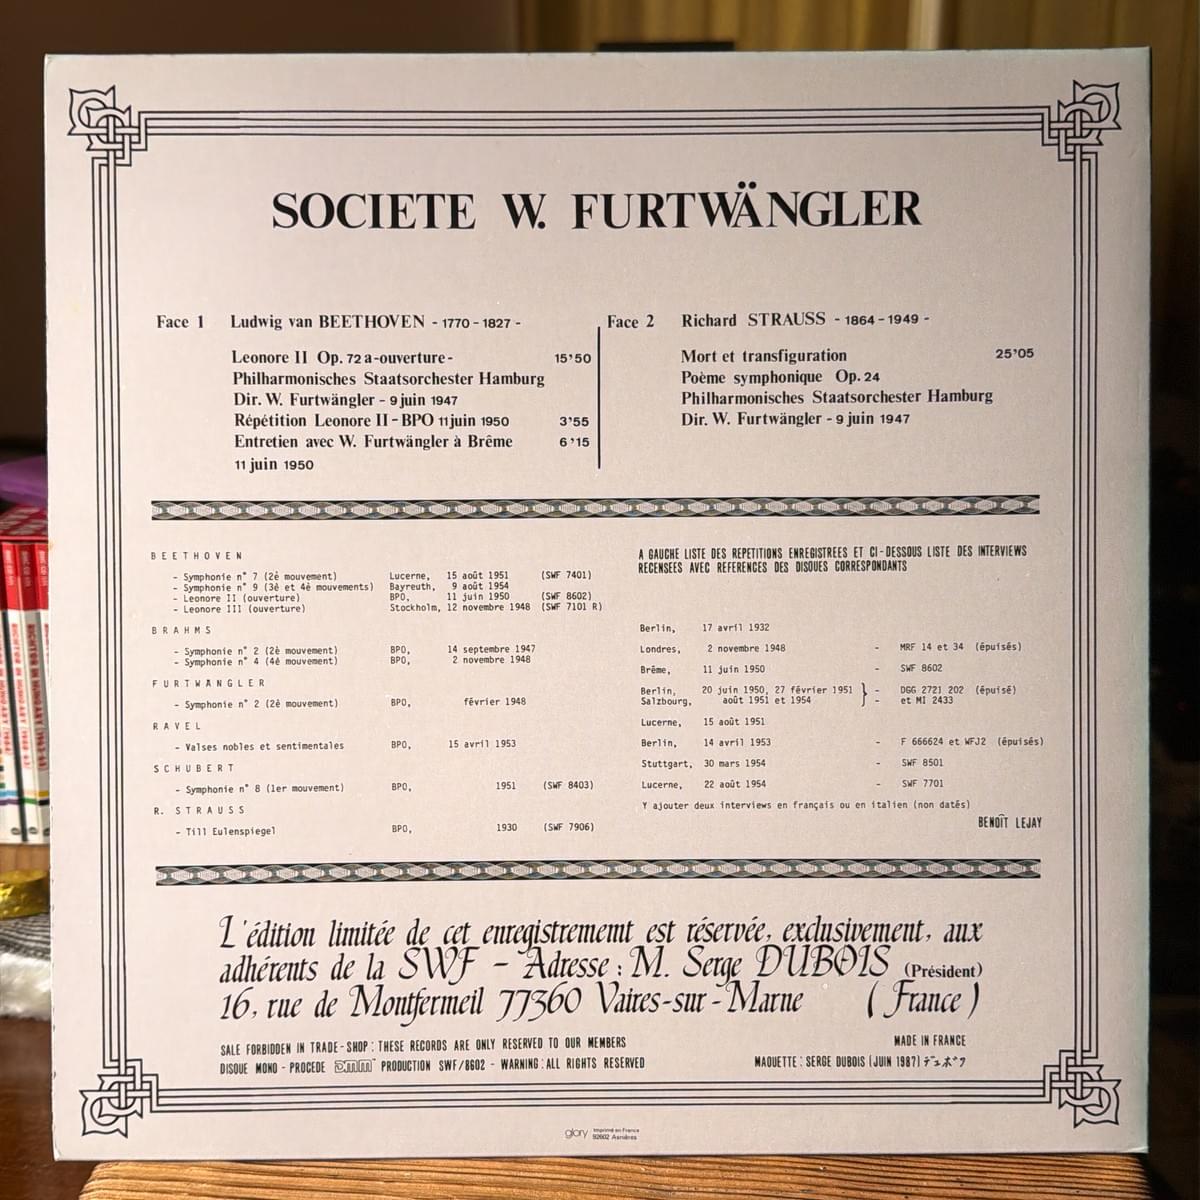 SOCIETE W. FURTWÄNGLER
Face 1 Ludwig van BEETHOVEN - 1770 - 1827 -
Leonore II Op. 72 a-ouverture - 15'50
Philharmonisches Staatsorchester Hamburg
Dir. W. Furtwängler - 9 juin 1947
Répétition Leonore II - BPO 11 juin 1950 3'55
Entretien avec W. Furtwängler à Brême 6'15
11 juin 1950
Face 2 Richard STRAUSS - 1864 - 1949 -
Mort et transfiguration 25'05
Poème symphonique Op. 24
Philharmonisches Staatsorchester Hamburg
Dir. W. Furtwängler - 9 juin 1947
BEETHOVEN
- Symphonie n° 7 (2è mouvement) Lucerne, 15 août 1951 (SWF 7401)
- Symphonie n° 9 (3è et 4è mouvements) Bayreuth, 9 août 1954
- Leonore II (ouverture) BPO, 11 juin 1950 (SWF 8602)
- Leonore III (ouverture) Stockholm, 12 novembre 1948 (SWF 7101 R)
BRAHMS
- Symphonie n° 2 (2è mouvement) BPO, 14 septembre 1947
- Symphonie n° 4 (4è mouvement) BPO, 2 novembre 1948
FURTWANGLER
- Symphonie n° 2 (2è mouvement) BPO, février 1948
RAVEL
- Valses nobles et sentimentales BPO, 15 avril 1953
SCHUBERT
- Symphonie n° 8 (1er mouvement) BPO, 1951 (SWF 8403)
R. STRAUSS
- Till Eulenspiegel BPO, 1930 (SWF 7906)
A GAUCHE LISTE DES REPETITIONS ENREGISTREES ET CI-DESSOUS LISTE DES INTERVIEWS
RECENSEES AVEC REFERENCES DES DISQUES CORRESPONDANTS
Berlin, 17 avril 1932
Londres, 2 novembre 1948 - MRF 14 et 34 (épuisés)
Brême, 11 juin 1950 - SWF 8602
Berlin, 20 juin 1950, 27 février 1951 } - DGG 2721 202 (épuisé)
Salzbourg, août 1951 et 1954 - et MI 2433
Lucerne, 15 août 1951
Berlin, 14 avril 1953 - F 666624 et WFJ2 (épuisés)
Stuttgart, 30 mars 1954 - SWF 8501
Lucerne, 22 août 1954 - SWF 7701
Y ajouter deux interviews en français ou en italien (non datés)
BENOÎT LEJAY
L'édition limitée de cet enregistrememt est réservée, exclusivement, aux
adhérents de la SWF - Adresse : M. Serge DUBOIS (Président)
16, rue de Montfermeil 77360 Vaires-sur-Marne (France)
SALE FORBIDDEN IN TRADE-SHOP : THESE RECORDS ARE ONLY RESERVED TO OUR MEMBERS
DISQUE MONO - PROCEDE DMM PRODUCTION SWF/8602 - WARNING : ALL RIGHTS RESERVED
MADE IN FRANCE
MAQUETTE : SERGE DUBOIS (JUIN 1987) デュボワ
glory Imprimé en France
92602 Asnières